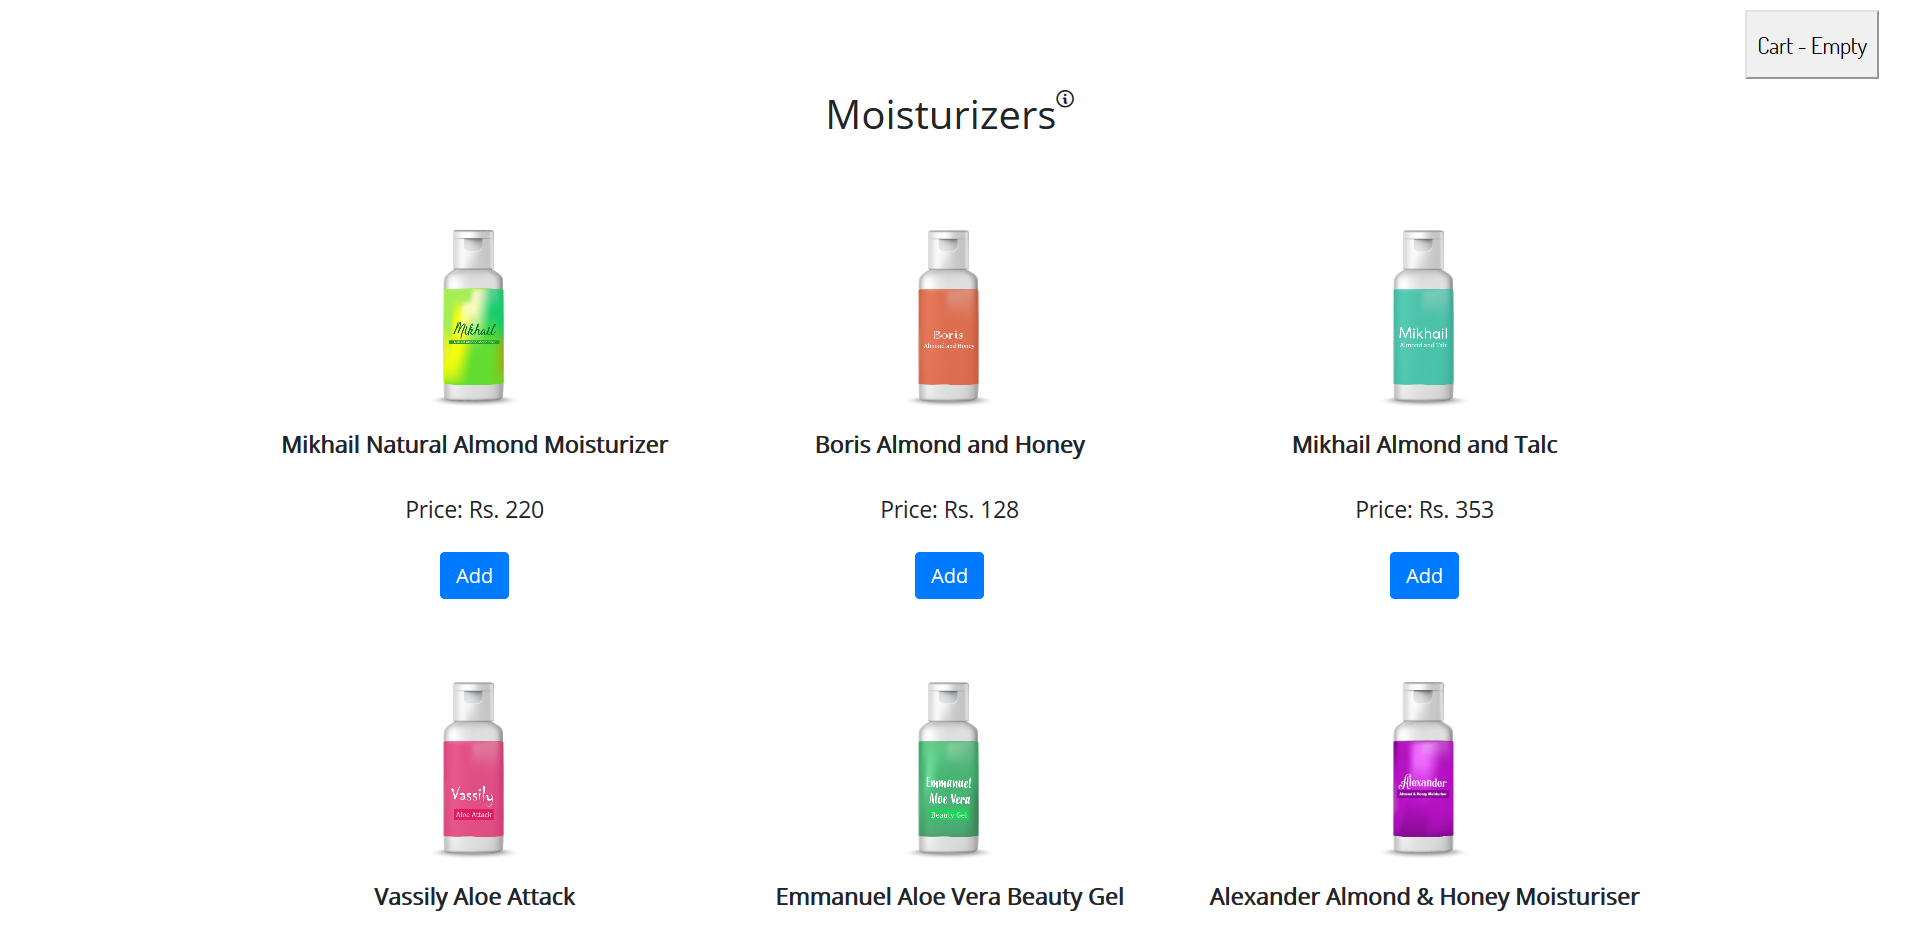 Cart - Empty
Moisturizers
Mikhail
Boris
Almond and Honey
Mikhail
Almond and Talc
Mikhail Natural Almond Moisturizer
Boris Almond and Honey
Mikhail Almond and Talc
Price: Rs. 220
Price: Rs. 128
Price: Rs. 353
Add
Add
Add
Vassily
Aloe Attack
Emmanuel
Aloe Vera
Beauty Gel
Alexander
Almond & Honey Moisturiser
Vassily Aloe Attack
Emmanuel Aloe Vera Beauty Gel
Alexander Almond & Honey Moisturiser